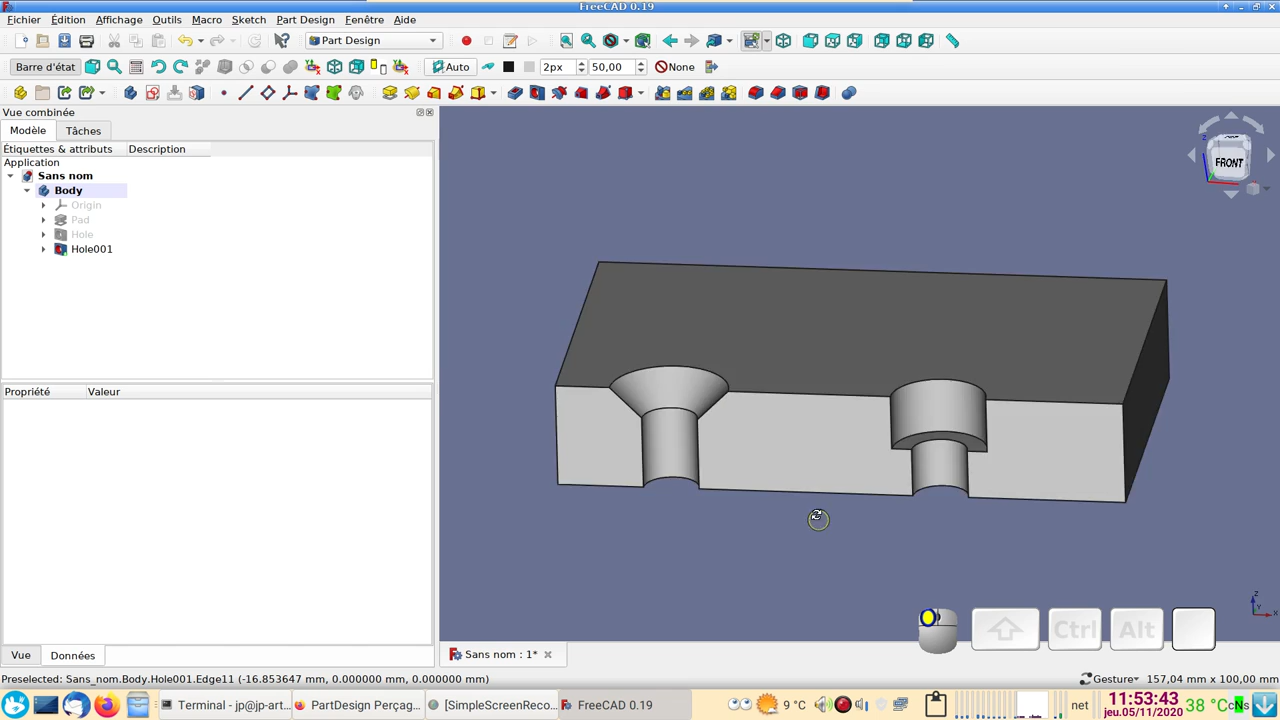 FreeCAD 0.19
Fichier Édition Affichage Outils Macro Sketch Part Design Fenêtre Aide
Part Design
Barre d'état Auto 2px 50,00 None
Vue combinée
Modèle Tâches
Étiquettes & attributs Description
Application
Sans nom
Body
Origin
Pad
Hole
Hole001
FRONT
Propriété Valeur
Z
Y
X
Ctrl Alt
Vue Données
Sans nom : 1*
Preselected: Sans_nom.Body.Hole001.Edge11 (-16.853647 mm, 0.000000 mm, 0.000000 mm)
Gesture 157,04 mm x 100,00 mm
Terminal - jp@jp-art... PartDesign Perçag... [SimpleScreenReco... FreeCAD 0.19
9 °C net 11:53:43 jeu.05/11/2020 38 °C